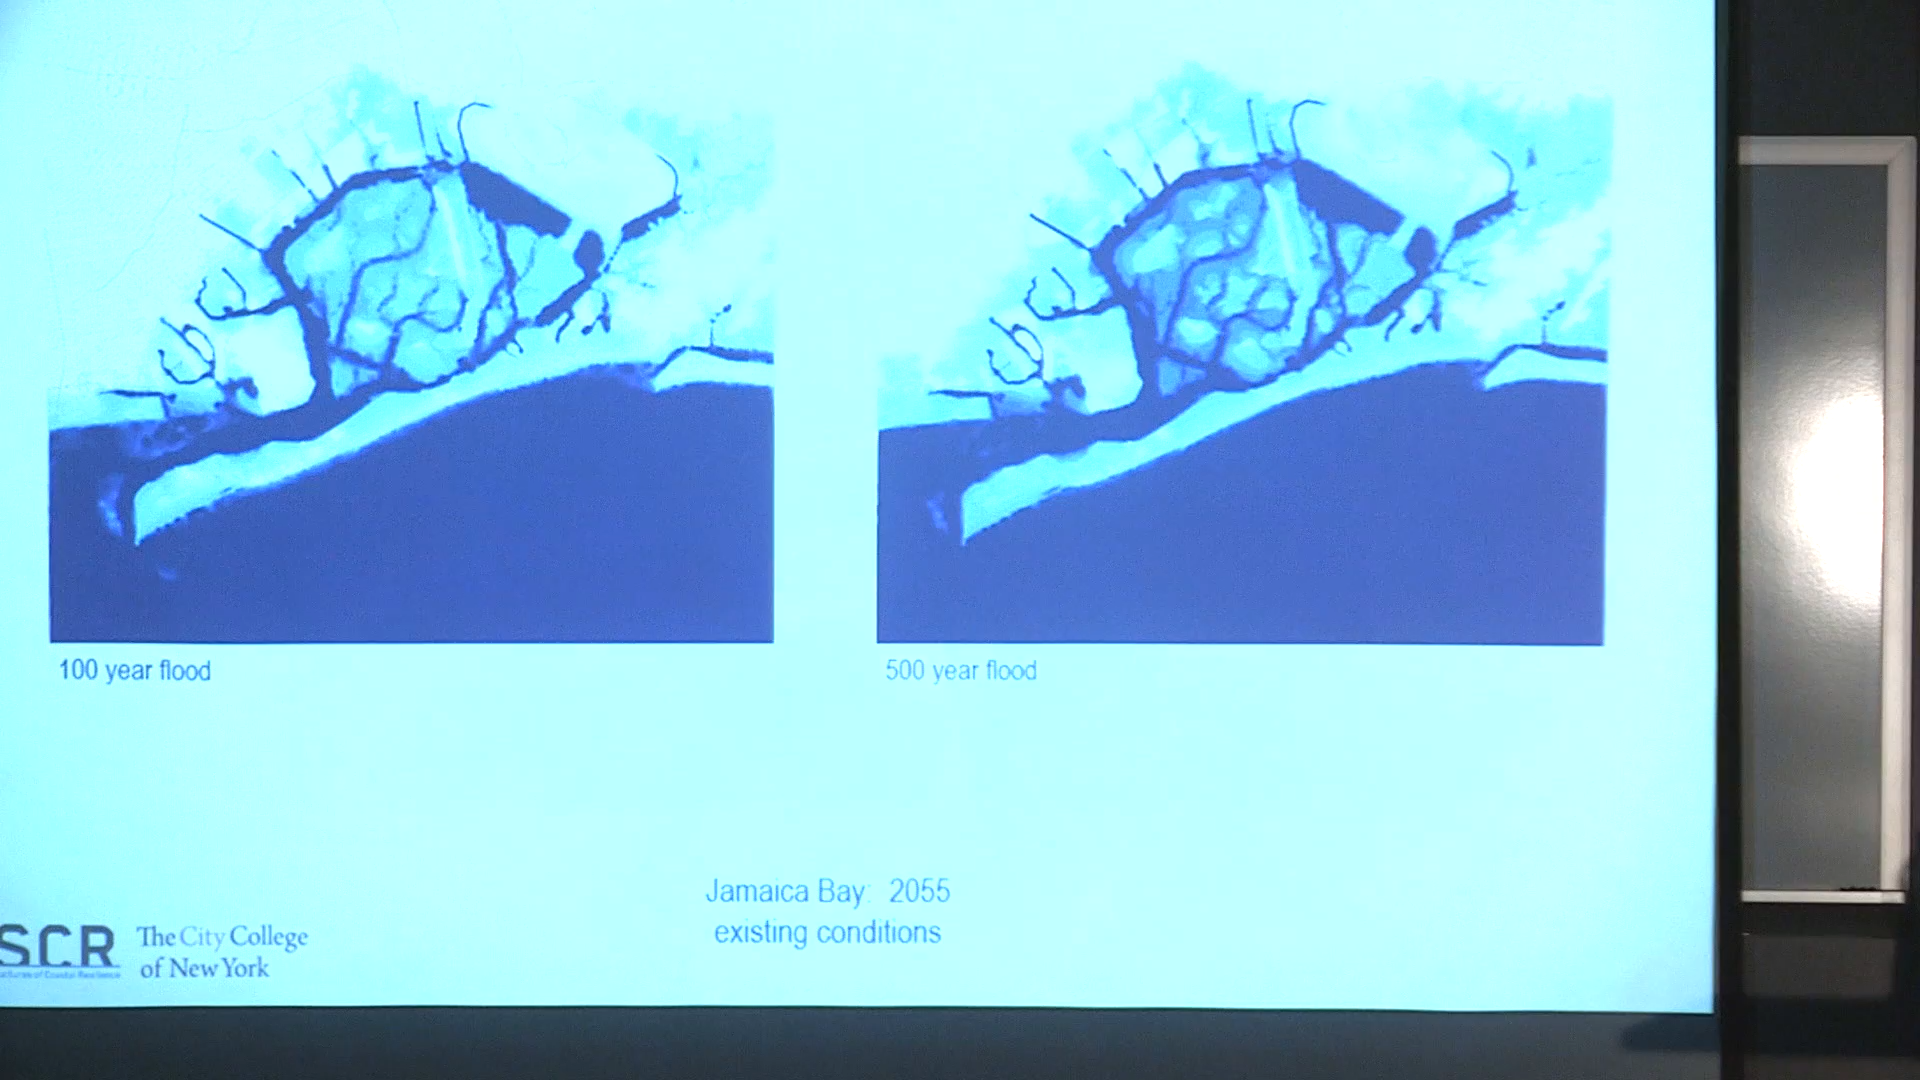 100 year flood
500 year flood
Jamaica Bay: 2055
existing conditions
SCR
The City College
of New York